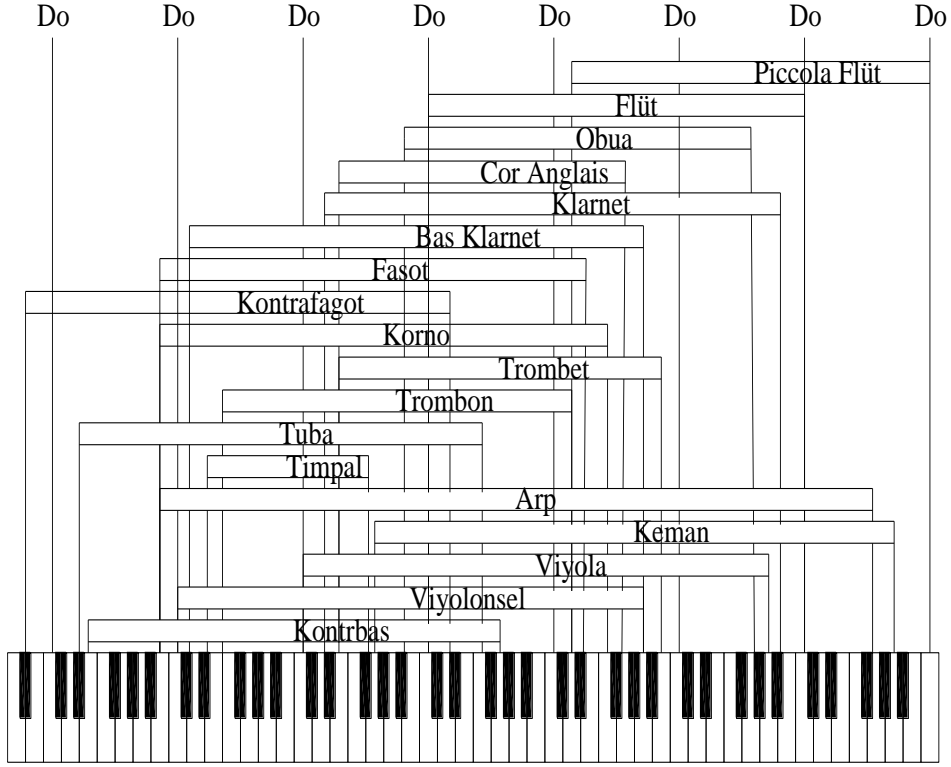 Do Do Do Do Do Do Do Do
Piccola Flüt
Flüt
Obua
Cor Anglais
Klarnet
Bas Klarnet
Fasot
Kontrafagot
Korno
Trombet
Trombon
Tuba
Timpal
Arp
Keman
Viyola
Viyolonsel
Kontrbas